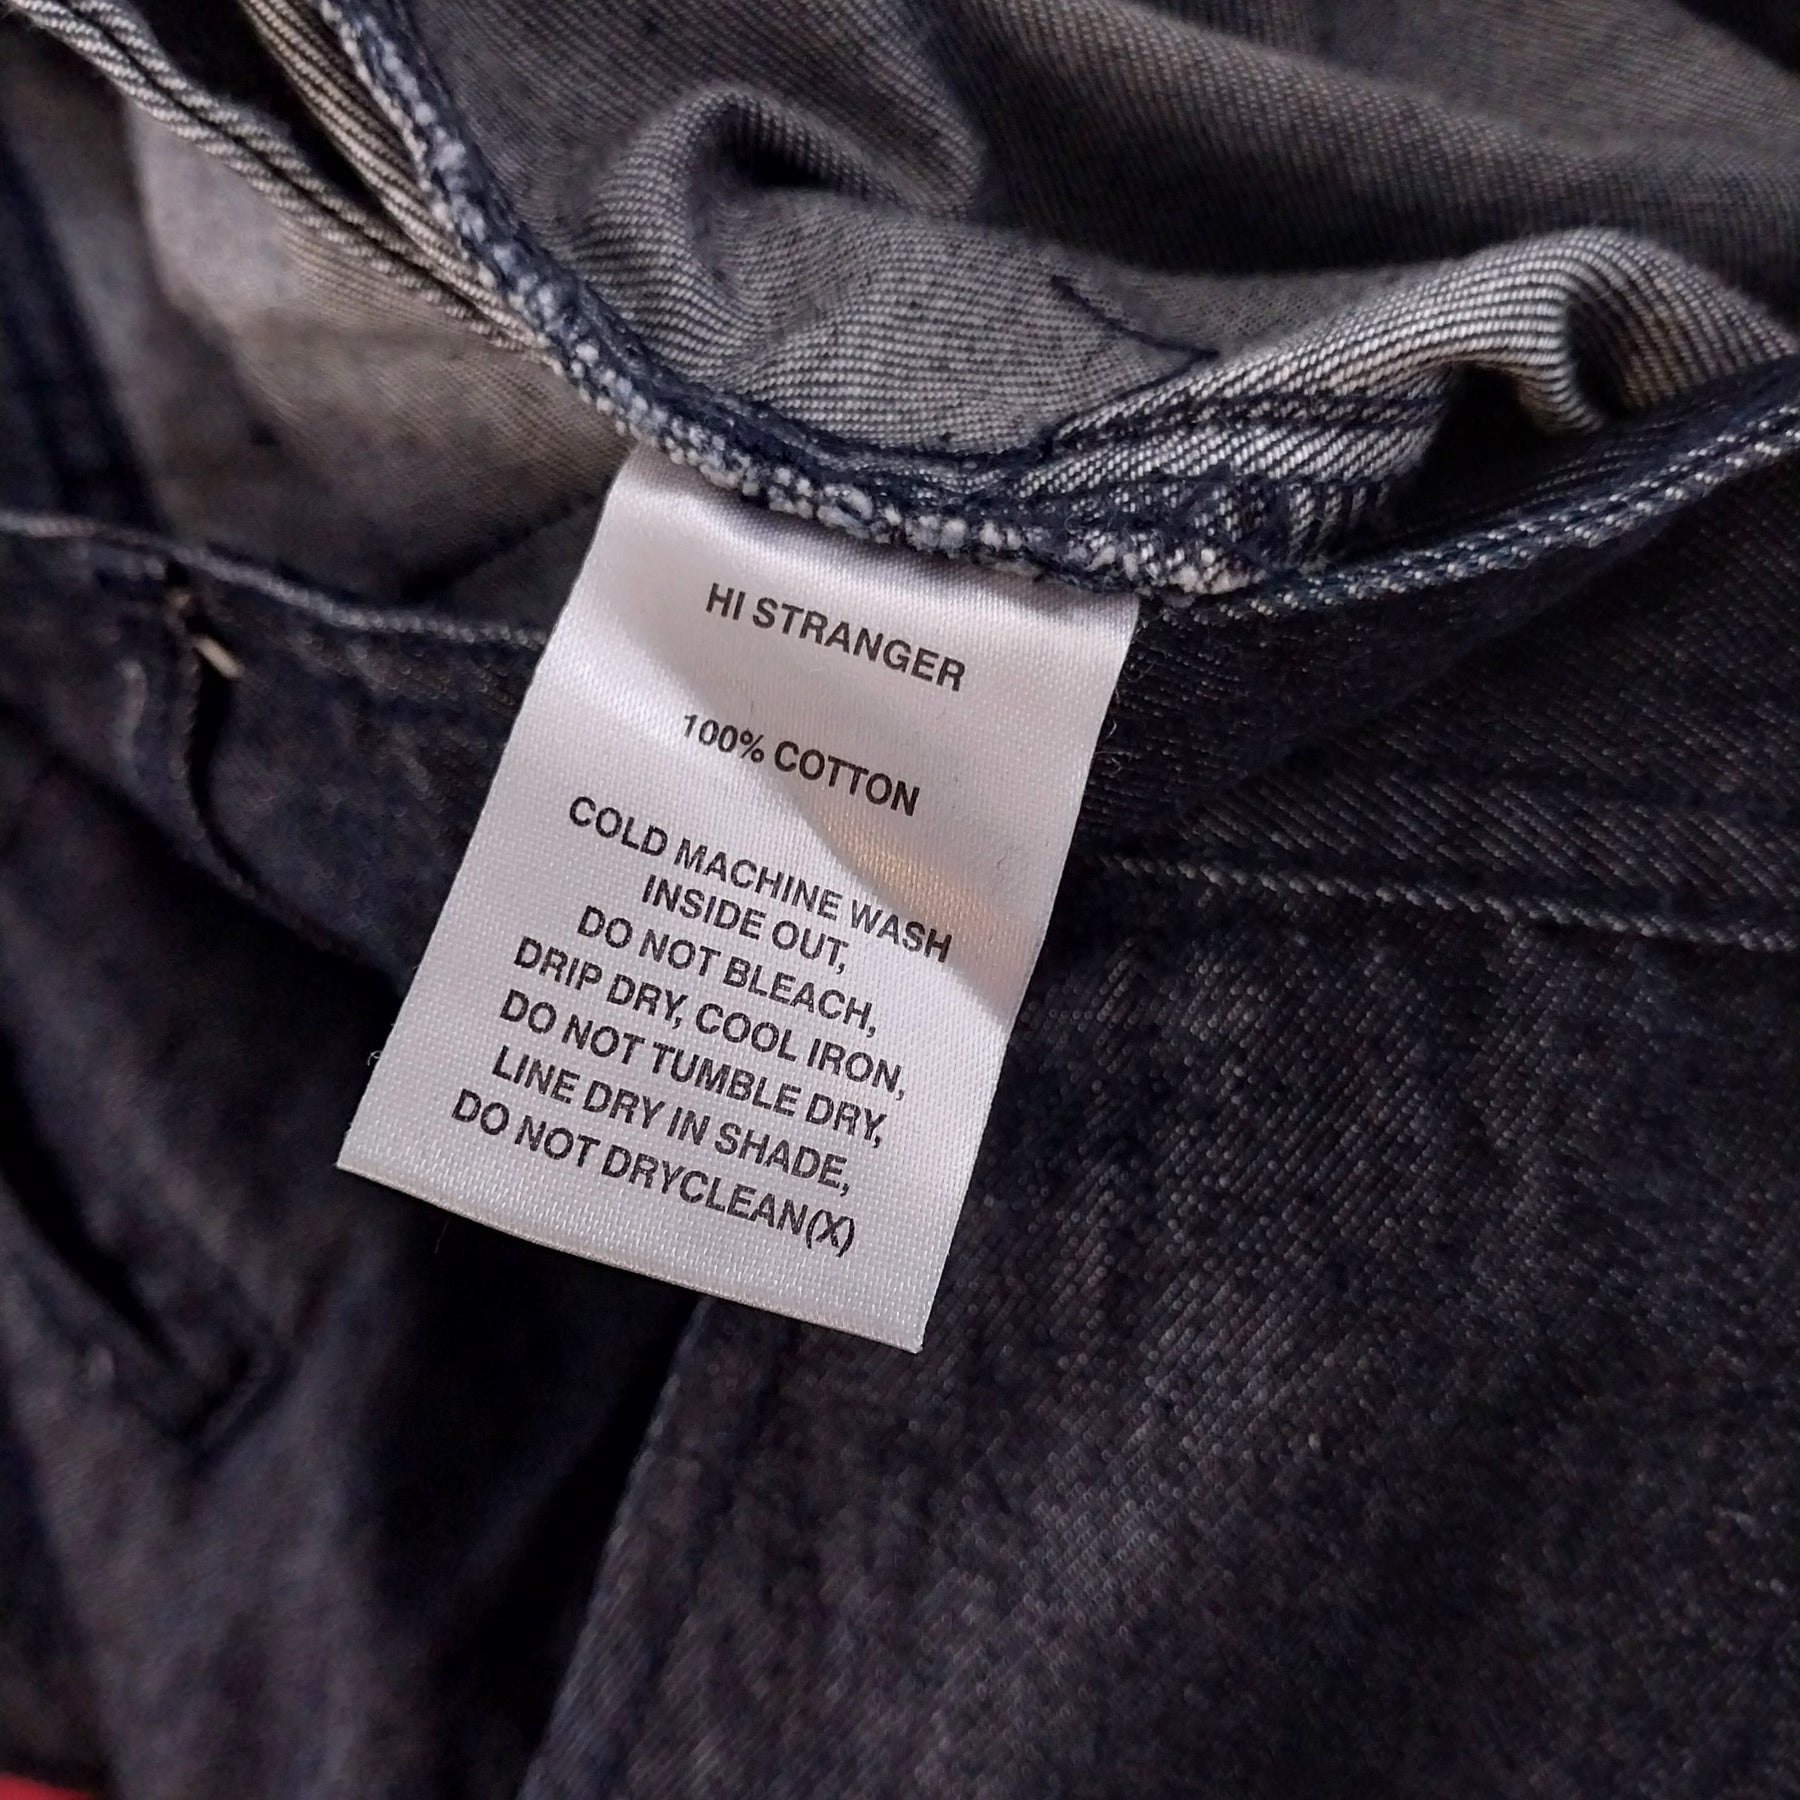 HI STRANGER
100% COTTON
COLD MACHINE WASH
INSIDE OUT,
DO NOT BLEACH,
DRIP DRY, COOL IRON,
DO NOT TUMBLE DRY,
LINE DRY IN SHADE,
DO NOT DRYCLEAN(X)